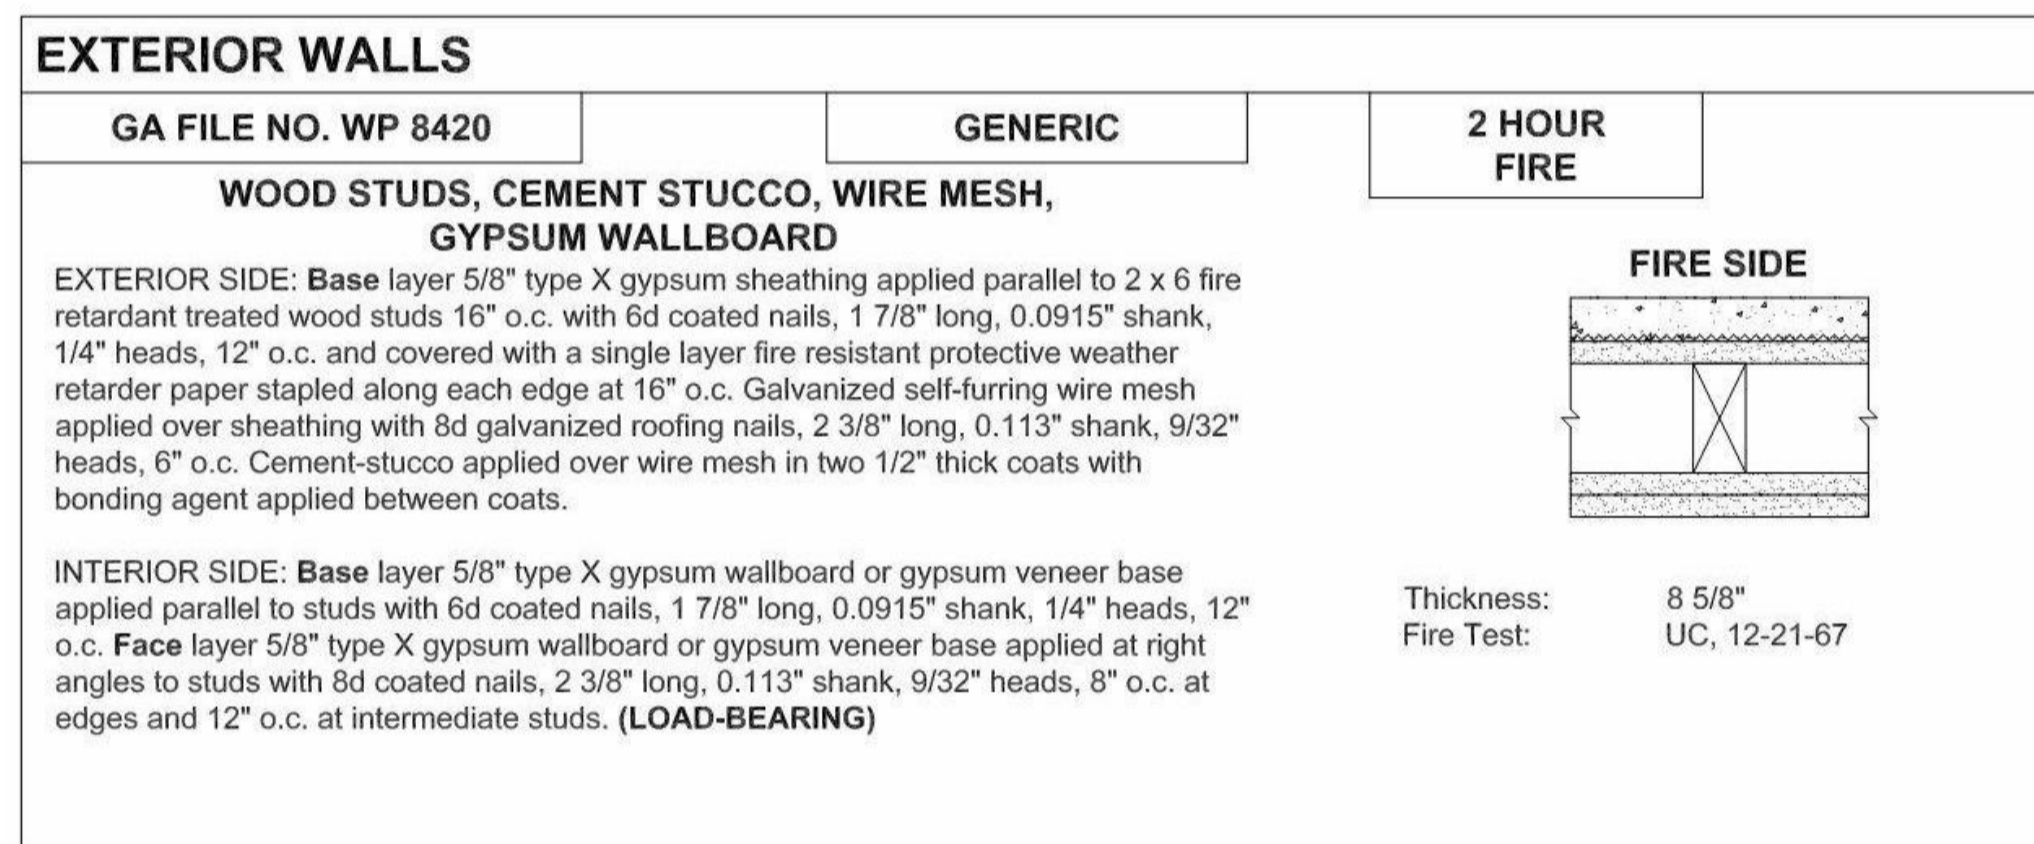 EXTERIOR WALLS
GA FILE NO. WP 8420
GENERIC
2 HOUR
FIRE
WOOD STUDS, CEMENT STUCCO, WIRE MESH,
GYPSUM WALLBOARD
EXTERIOR SIDE: Base layer 5/8" type X gypsum sheathing applied parallel to 2 x 6 fire
retardant treated wood studs 16" o.c. with 6d coated nails, 1 7/8" long, 0.0915" shank,
1/4" heads, 12" o.c. and covered with a single layer fire resistant protective weather
retarder paper stapled along each edge at 16" o.c. Galvanized self-furring wire mesh
applied over sheathing with 8d galvanized roofing nails, 2 3/8" long, 0.113" shank, 9/32"
heads, 6" o.c. Cement-stucco applied over wire mesh in two 1/2" thick coats with
bonding agent applied between coats.
INTERIOR SIDE: Base layer 5/8" type X gypsum wallboard or gypsum veneer base
applied parallel to studs with 6d coated nails, 1 7/8" long, 0.0915" shank, 1/4" heads, 12"
o.c. Face layer 5/8" type X gypsum wallboard or gypsum veneer base applied at right
angles to studs with 8d coated nails, 2 3/8" long, 0.113" shank, 9/32" heads, 8" o.c. at
edges and 12" o.c. at intermediate studs. (LOAD-BEARING)
FIRE SIDE
Thickness: 8 5/8"
Fire Test: UC, 12-21-67